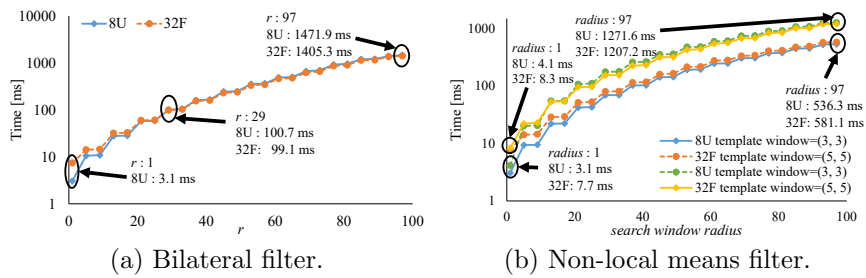 8U 32F
10000
1000
100
10
1
Time [ms]
0 20 40 60 80 100
r
r : 97
8U : 1471.9 ms
32F: 1405.3 ms
r : 29
8U : 100.7 ms
32F: 99.1 ms
r : 1
8U : 3.1 ms
(a) Bilateral filter.
1000
100
10
1
Time [ms]
0 20 40 60 80 100
search window radius
radius : 97
8U : 1271.6 ms
32F: 1207.2 ms
radius : 1
8U : 4.1 ms
32F: 8.3 ms
radius : 97
8U : 536.3 ms
32F: 581.1 ms
radius : 1
8U : 3.1 ms
32F: 7.7 ms
8U template window=(3, 3)
32F template window=(5, 5)
8U template window=(3, 3)
32F template window=(5, 5)
(b) Non-local means filter.